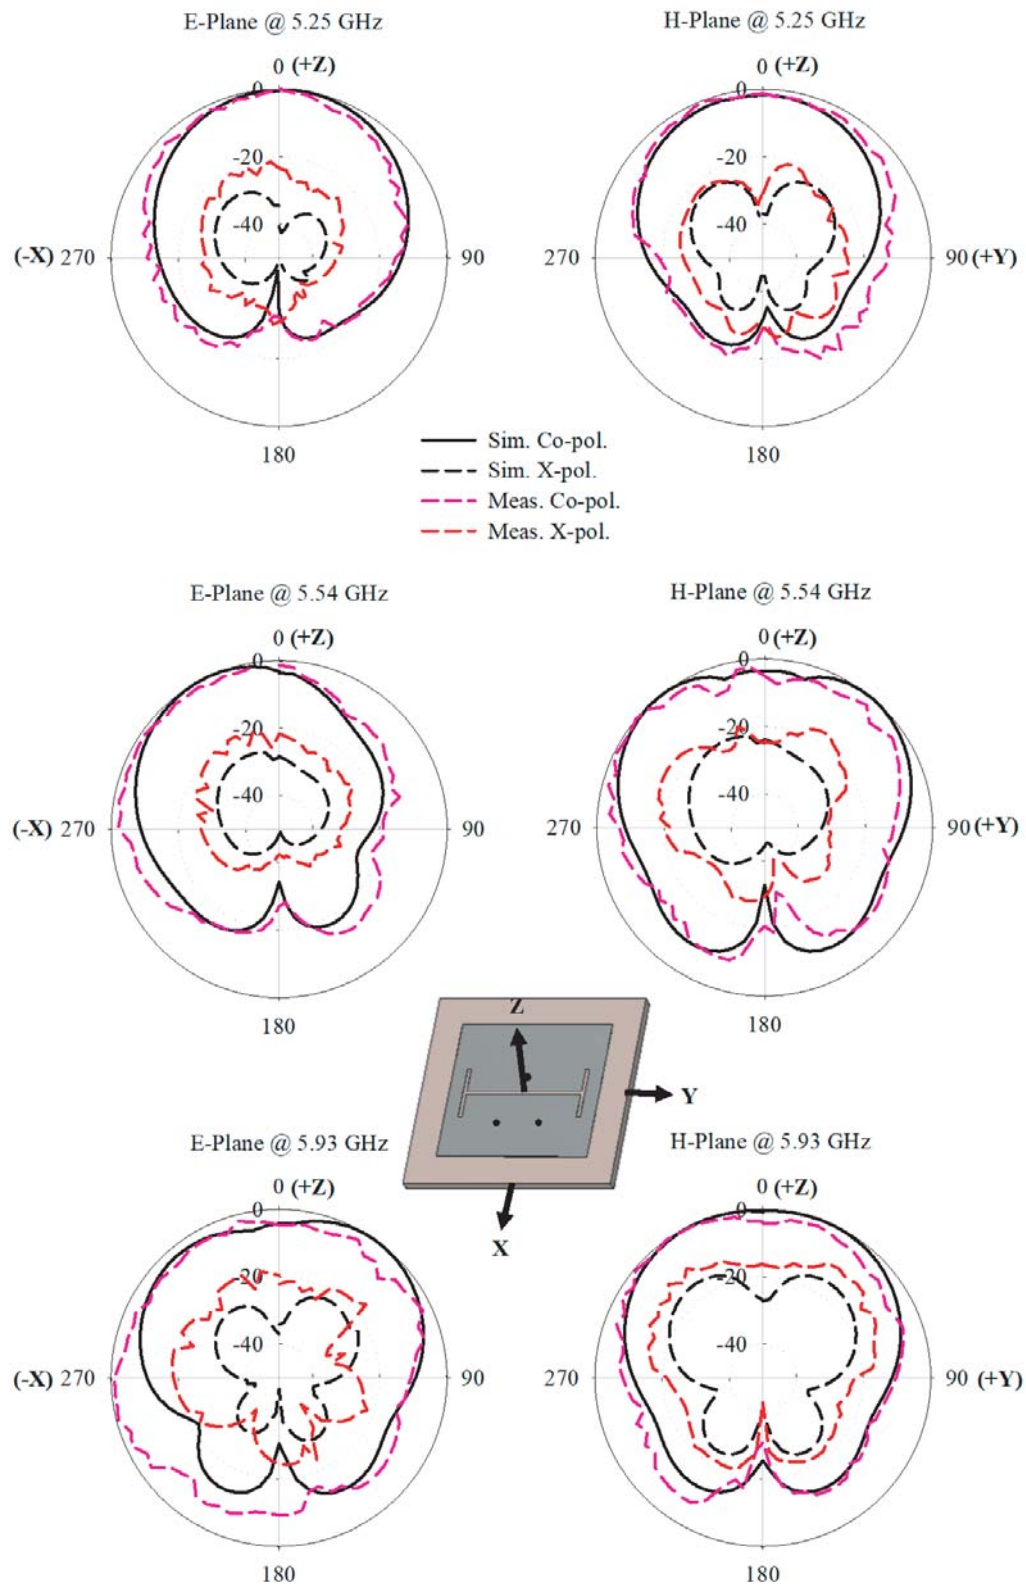 E-Plane @ 5.25 GHz
H-Plane @ 5.25 GHz
0 (+Z)
0 (+Z)
0
0
-20
-20
-40
-40
(-X) 270
90
270
90 (+Y)
180
180
Sim. Co-pol.
Sim. X-pol.
Meas. Co-pol.
Meas. X-pol.
E-Plane @ 5.54 GHz
H-Plane @ 5.54 GHz
0 (+Z)
0 (+Z)
0
0
-20
-20
-40
-40
(-X) 270
90
270
90 (+Y)
180
180
Z
Y
X
E-Plane @ 5.93 GHz
H-Plane @ 5.93 GHz
0 (+Z)
0 (+Z)
0
0
-20
-20
-40
-40
(-X) 270
90
270
90 (+Y)
180
180